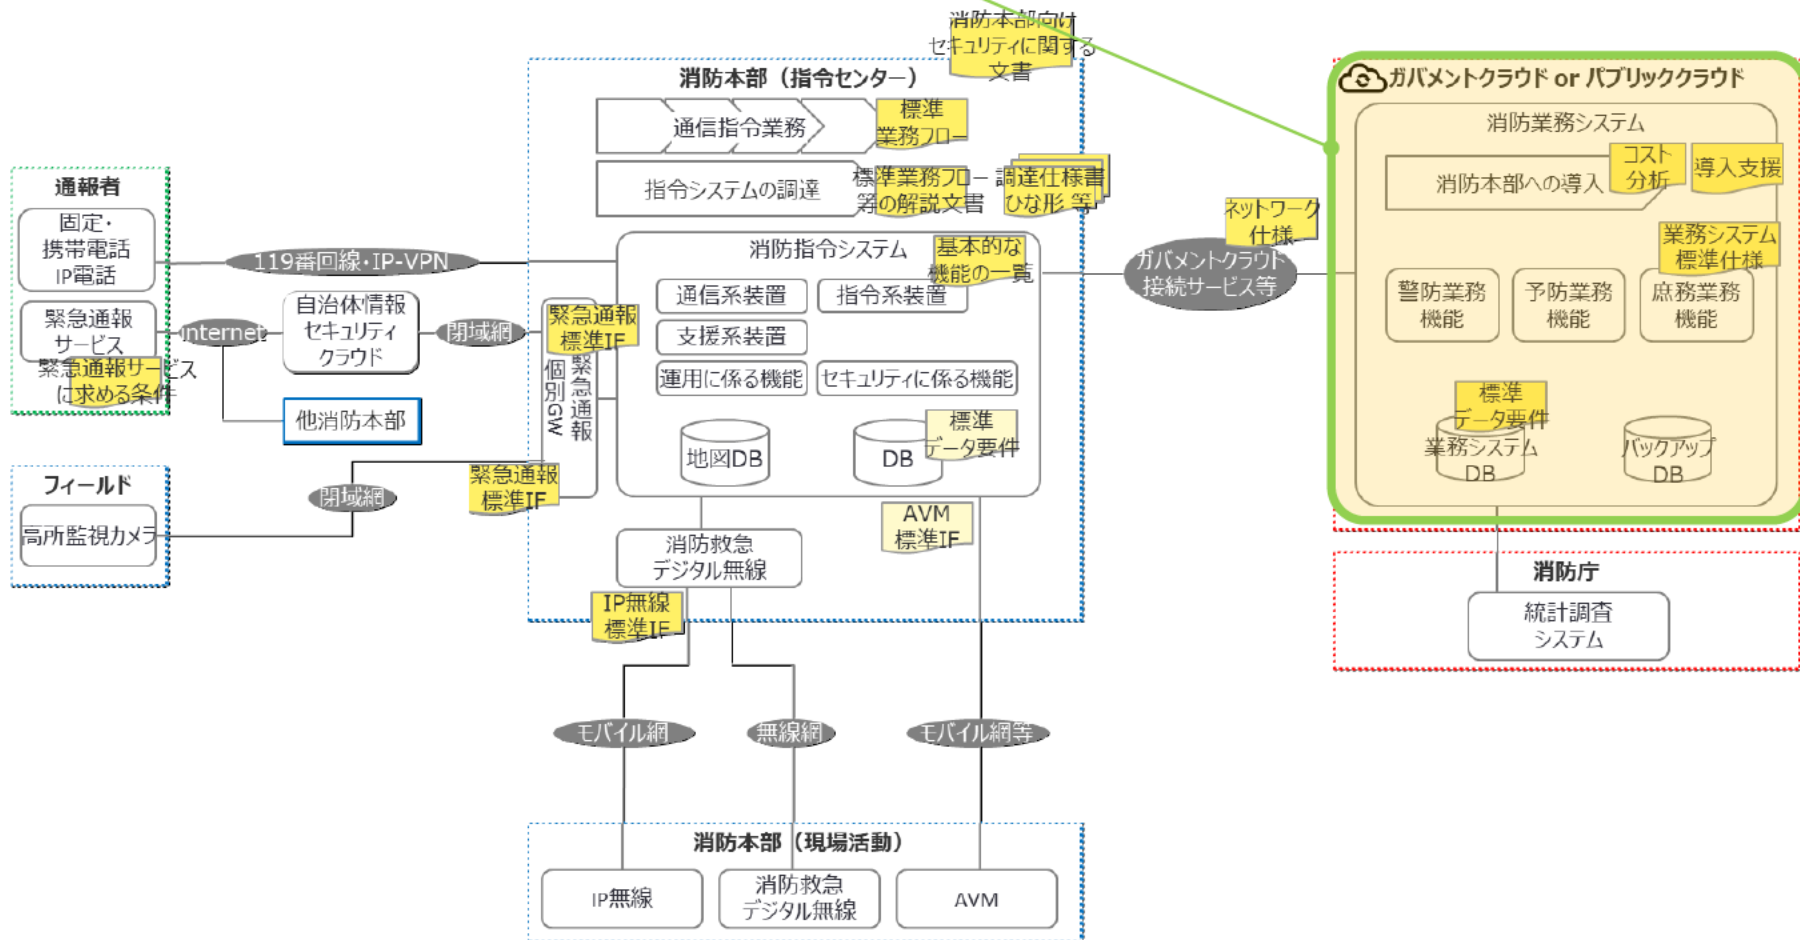 消防本部向け
セキュリティに関する
文書
消防本部（指令センター）
通信指令業務
標準
業務フロー
指令システムの調達
標準業務フロー
等の解説文書
調達仕様書
ひな形 等
通報者
固定・
携帯電話
IP電話
緊急通報
サービス
緊急通報サービス
に求める条件
119番回線・IP-VPN
internet
自治体情報
セキュリティ
クラウド
閉域網
他消防本部
フィールド
高所監視カメラ
閉域網
緊急通報
標準IF
緊急通報
個別GW
緊急通報
標準IF
消防指令システム
基本的な
機能の一覧
通信系装置
指令系装置
支援系装置
運用に係る機能
セキュリティに係る機能
地図DB
DB
標準
データ要件
消防救急
デジタル無線
AVM
標準IF
IP無線
標準IF
モバイル網
無線網
モバイル網等
消防本部（現場活動）
IP無線
消防救急
デジタル無線
AVM
ネットワーク
仕様
ガバメントクラウド
接続サービス等
ガバメントクラウド or パブリッククラウド
消防業務システム
消防本部への導入
コスト
分析
導入支援
業務システム
標準仕様
警防業務
機能
予防業務
機能
庶務業務
機能
標準
データ要件
業務システム
DB
バックアップ
DB
消防庁
統計調査
システム